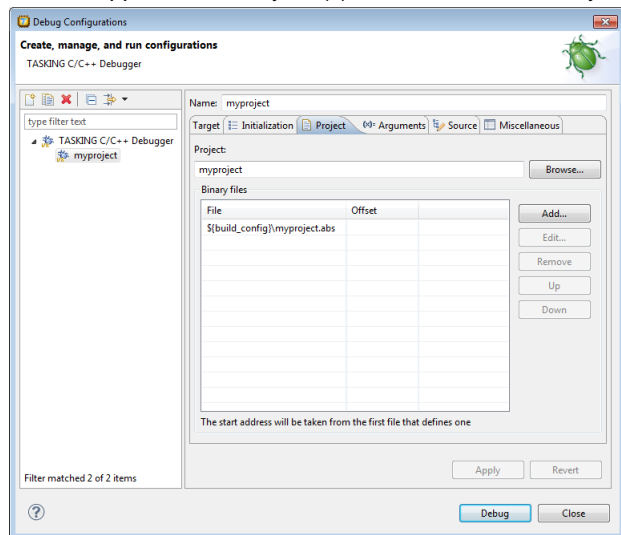 Debug Configurations
Create, manage, and run configurations
TASKING C/C++ Debugger
type filter text
TASKING C/C++ Debugger
myproject
Filter matched 2 of 2 items
Name: myproject
Target Initialization Project (x)= Arguments Source Miscellaneous
Project:
myproject Browse...
Binary files
File Offset
${build_config}\myproject.abs
Add...
Edit...
Remove
Up
Down
The start address will be taken from the first file that defines one
Apply Revert
? Debug Close